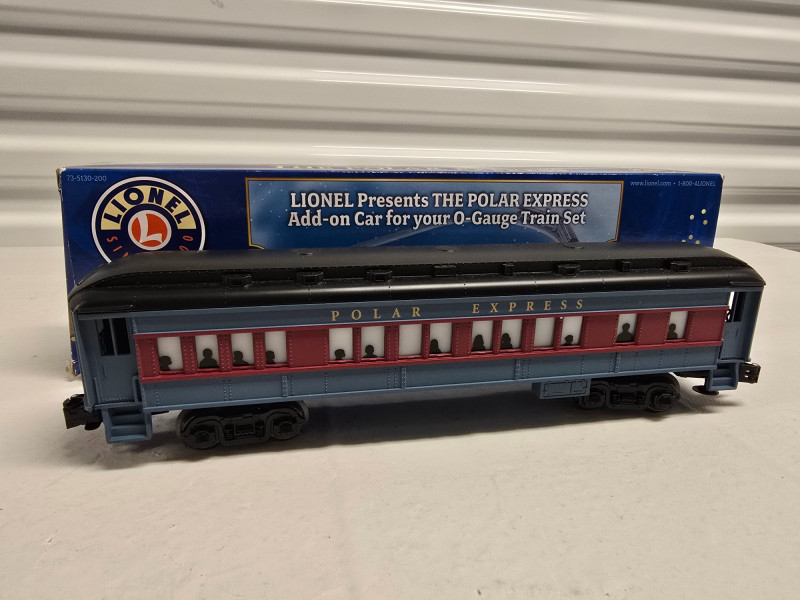 73-5130-200
www.lionel.com • 1-800-4LIONEL
LIONEL
L
LIONEL Presents THE POLAR EXPRESS
Add-on Car for your O-Gauge Train Set
POLAR EXPRESS